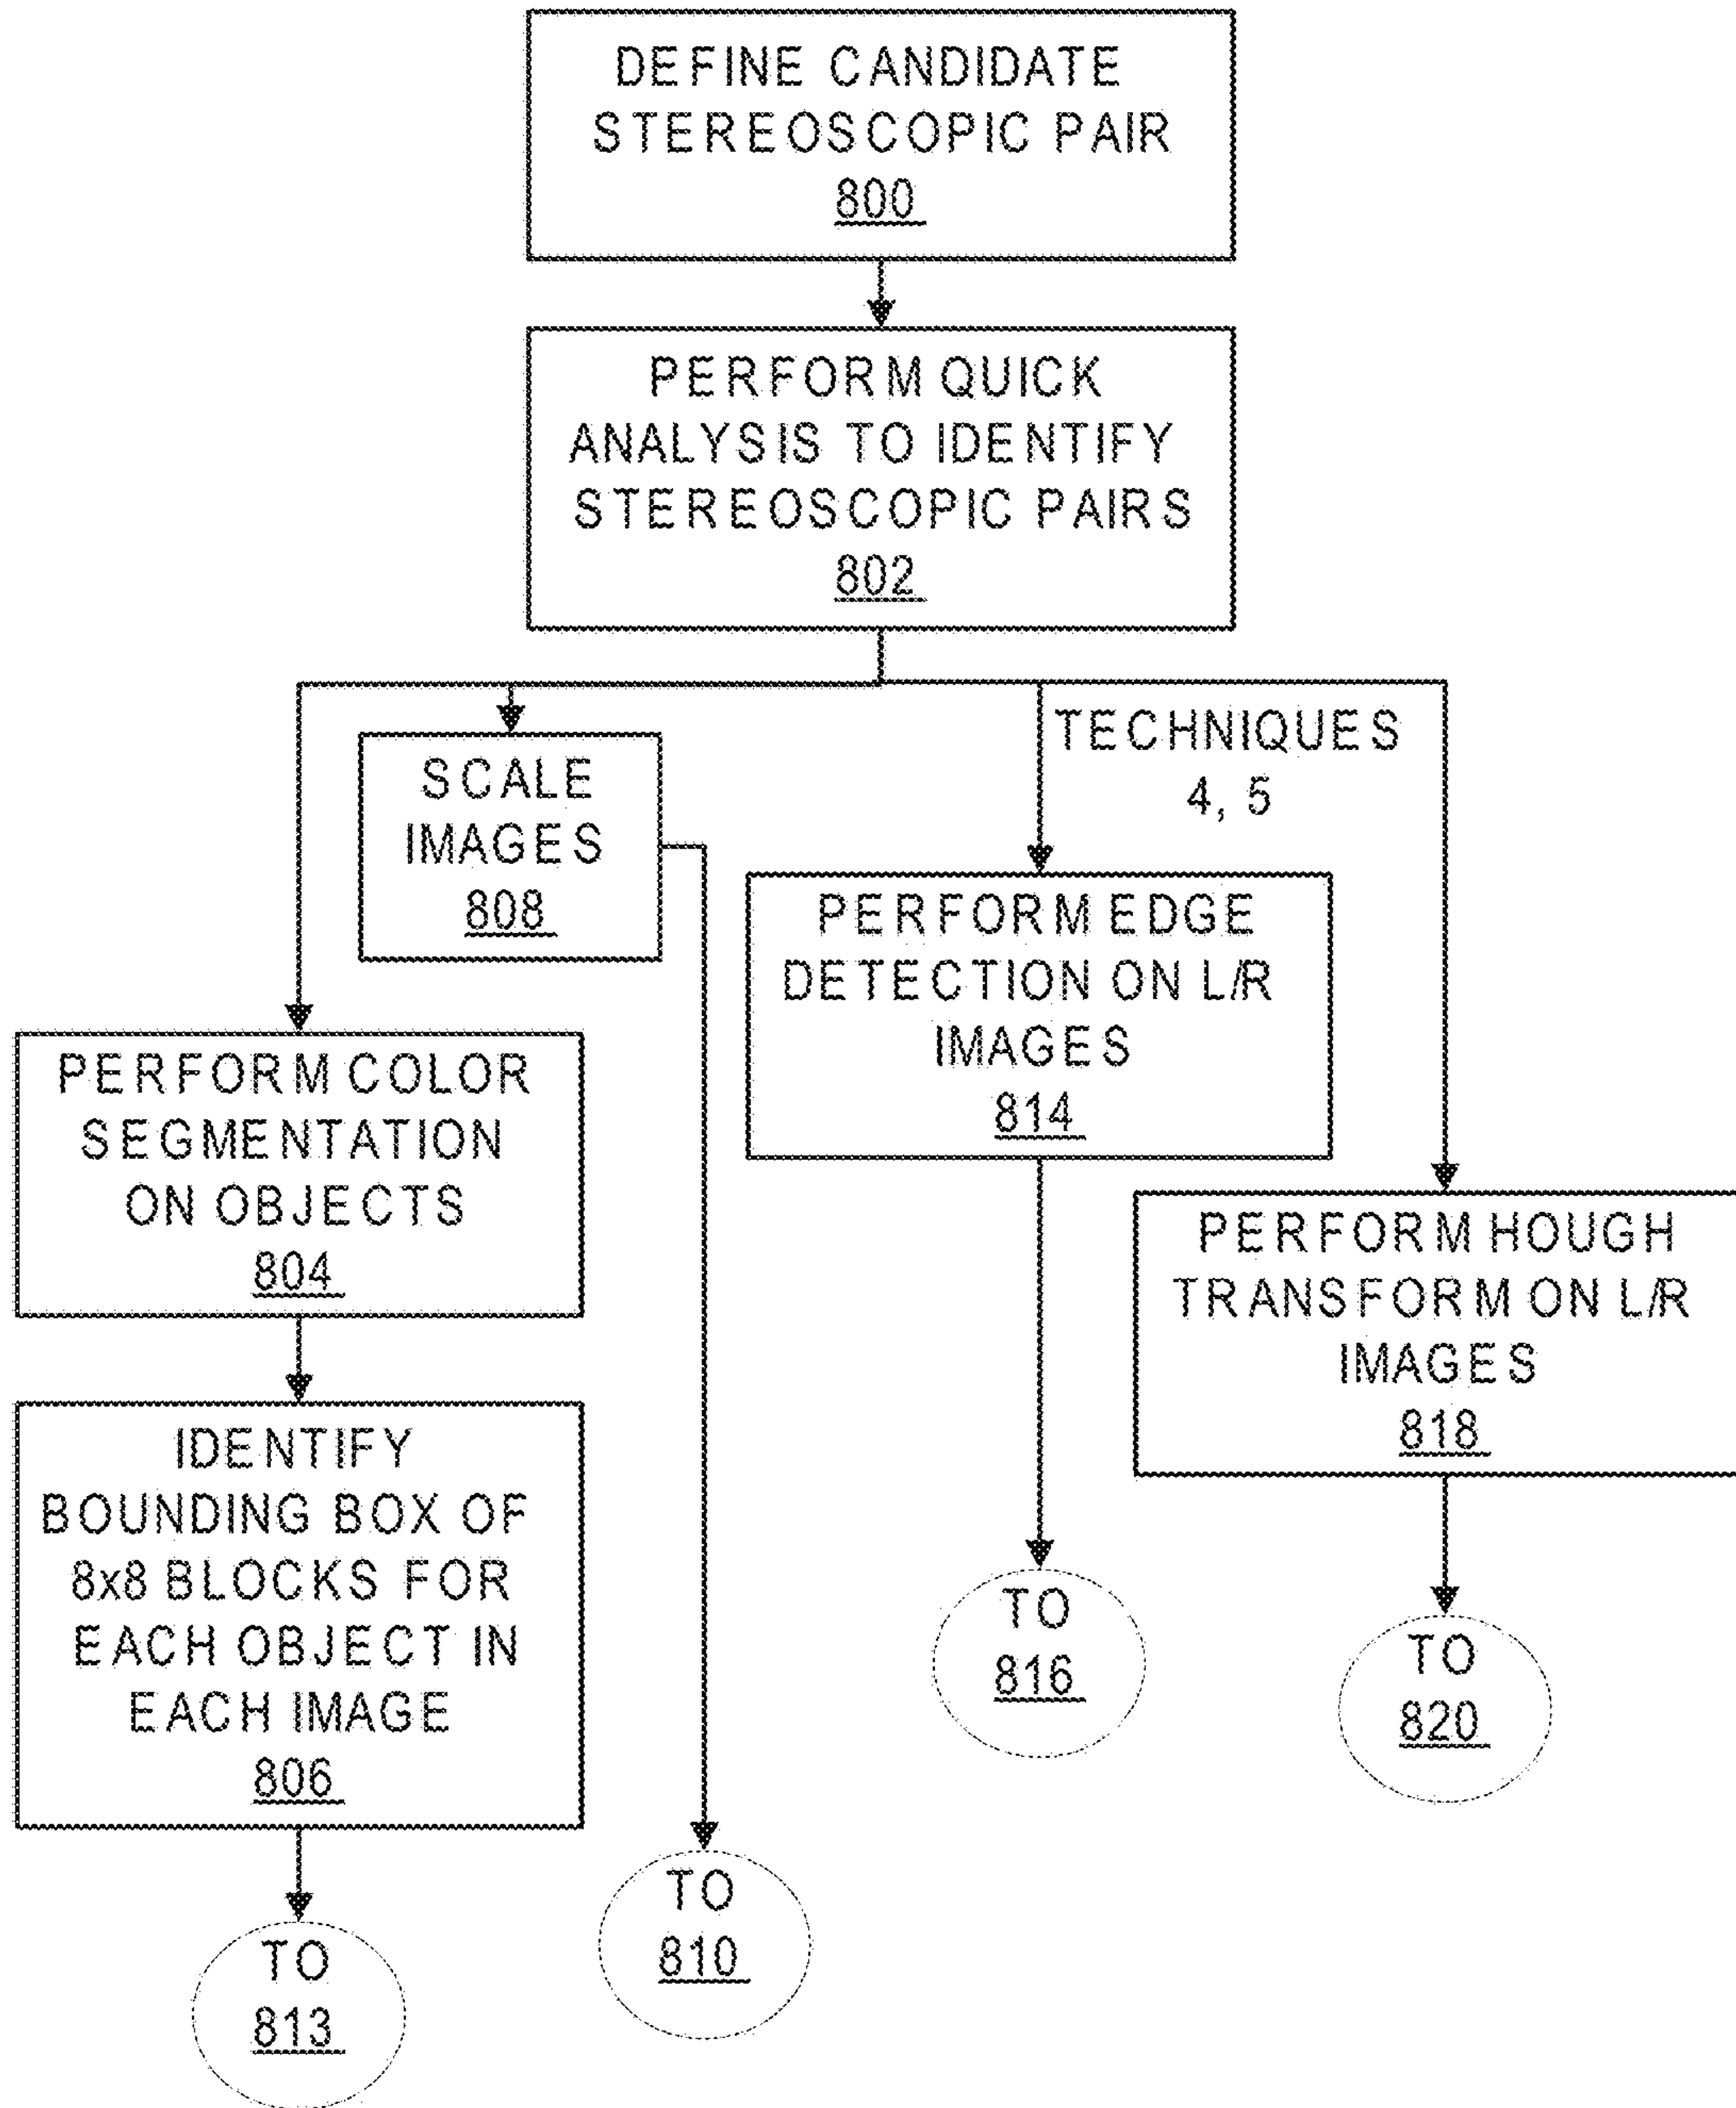 DEFINE CANDIDATE
STEREOSCOPIC PAIR
800
PERFORM QUICK
ANALYSIS TO IDENTIFY
STEREOSCOPIC PAIRS
802
TECHNIQUES
4, 5
SCALE
IMAGES
808
PERFORM EDGE
DETECTION ON L/R
IMAGES
814
PERFORM COLOR
SEGMENTATION
ON OBJECTS
804
PERFORM HOUGH
TRANSFORM ON L/R
IMAGES
818
IDENTIFY
BOUNDING BOX OF
8x8 BLOCKS FOR
EACH OBJECT IN
EACH IMAGE
806
TO
816
TO
820
TO
810
TO
813